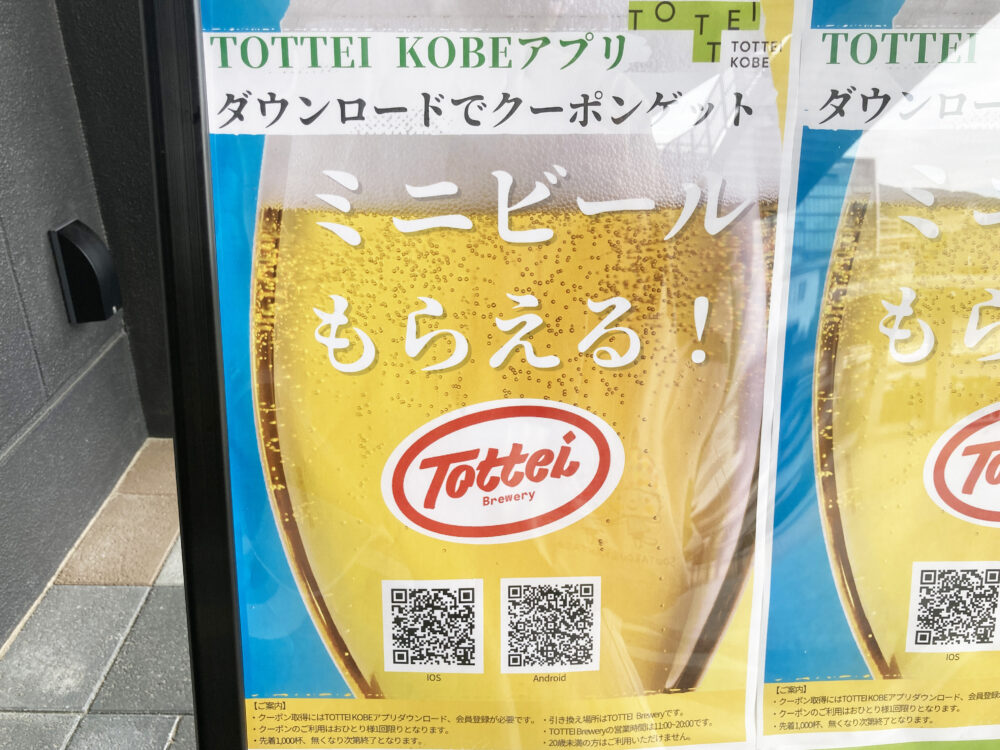 TOTTEI
TOTTEI
KOBE
TOTTEI KOBEアプリ
ダウンロードでクーポンゲット
ミニビール
もらえる！
Tottei
Brewery
IOS
Android
【ご案内】
・クーポン取得にはTOTTEI KOBEアプリダウンロード、会員登録が必要です。
・クーポンのご利用はおひとり様1回限りとなります。
・先着1,000杯、無くなり次第終了となります。
・引き換え場所はTOTTEI Breweryです。
・TOTTEI Breweryの営業時間は11:00~20:00です。
・20歳未満の方はご利用いただけません。
TOTTEI
ダウンロー
ミニ
もら
Tot
IOS
【ご案内】
・クーポン取得にはTOTTEI KOBEアプリダウンロード、会員登録が
・クーポンのご利用はおひとり様1回限りとなります。
・先着1,000杯、無くなり次第終了となります。